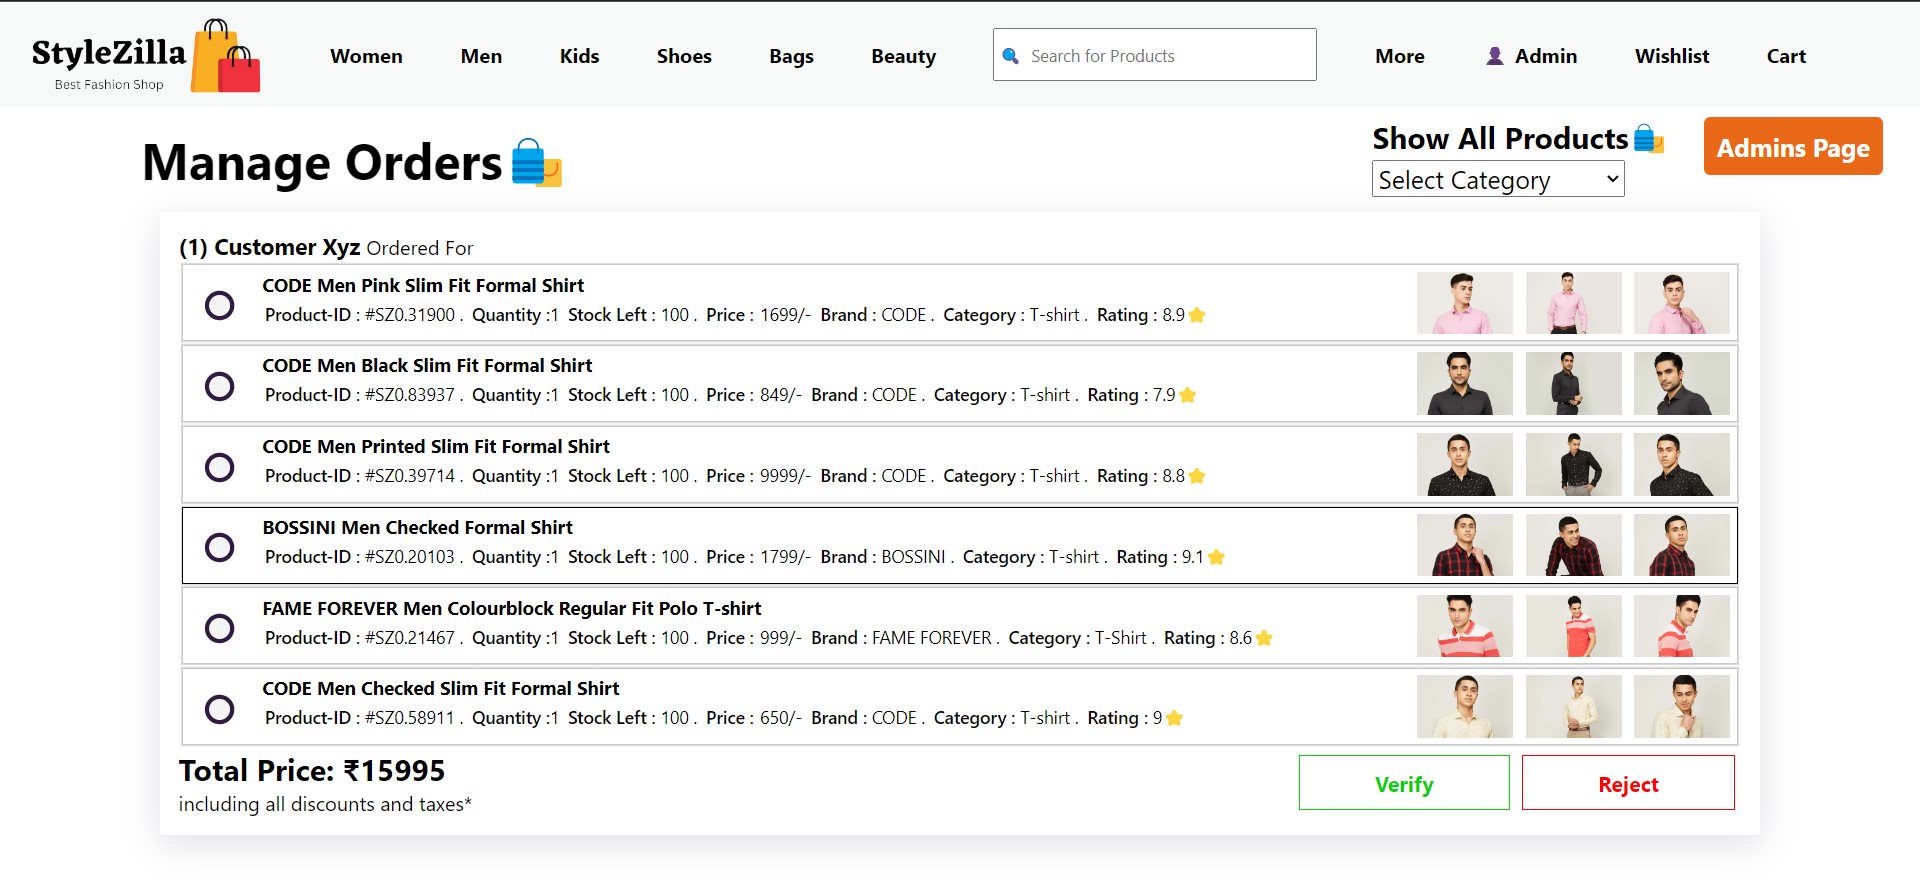 StyleZilla
Best Fashion Shop
Women Men Kids Shoes Bags Beauty Search for Products More Admin Wishlist Cart
Manage Orders
Show All Products
Select Category
Admins Page
(1) Customer Xyz Ordered For
CODE Men Pink Slim Fit Formal Shirt
Product-ID : #SZ0.31900 . Quantity :1 Stock Left : 100 . Price : 1699/- Brand : CODE . Category : T-shirt . Rating : 8.9
CODE Men Black Slim Fit Formal Shirt
Product-ID : #SZ0.83937 . Quantity :1 Stock Left : 100 . Price : 849/- Brand : CODE . Category : T-shirt . Rating : 7.9
CODE Men Printed Slim Fit Formal Shirt
Product-ID : #SZ0.39714 . Quantity :1 Stock Left : 100 . Price : 9999/- Brand : CODE . Category : T-shirt . Rating : 8.8
BOSSINI Men Checked Formal Shirt
Product-ID : #SZ0.20103 . Quantity :1 Stock Left : 100 . Price : 1799/- Brand : BOSSINI . Category : T-shirt . Rating : 9.1
FAME FOREVER Men Colourblock Regular Fit Polo T-shirt
Product-ID : #SZ0.21467 . Quantity :1 Stock Left : 100 . Price : 999/- Brand : FAME FOREVER . Category : T-Shirt . Rating : 8.6
CODE Men Checked Slim Fit Formal Shirt
Product-ID : #SZ0.58911 . Quantity :1 Stock Left : 100 . Price : 650/- Brand : CODE . Category : T-shirt . Rating : 9
Total Price: ₹15995
including all discounts and taxes*
Verify
Reject